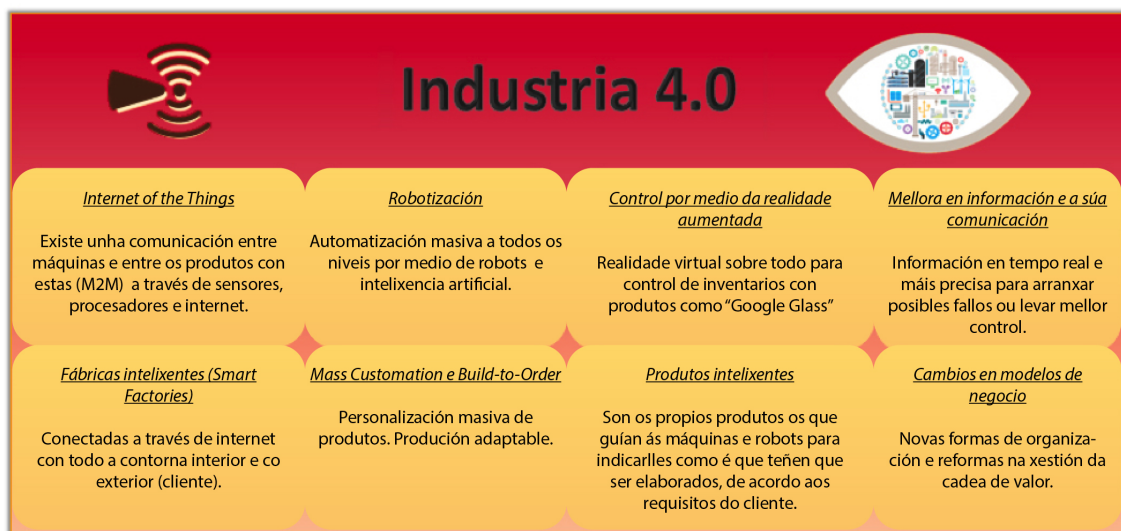 Industria 4.0
Internet of the Things
Existe unha comunicación entre
máquinas e entre os produtos con
estas (M2M) a través de sensores,
procesadores e internet.
Robotización
Automatización masiva a todos os
niveis por medio de robots e
intelixencia artificial.
Control por medio da realidade
aumentada
Realidade virtual sobre todo para
control de inventarios con
produtos como “Google Glass”
Mellora en información e a súa
comunicación
Información en tempo real e
máis precisa para arranxar
posibles fallos ou levar mellor
control.
Fábricas intelixentes (Smart
Factories)
Conectadas a través de internet
con todo a contorna interior e co
exterior (cliente).
Mass Customation e Build-to-Order
Personalización masiva de
produtos. Produción adaptable.
Produtos intelixentes
Son os propios produtos os que
guían ás máquinas e robots para
indicarlles como é que teñen que
ser elaborados, de acordo aos
requisitos do cliente.
Cambios en modelos de
negocio
Novas formas de organiza-
ción e reformas na xestión da
cadea de valor.